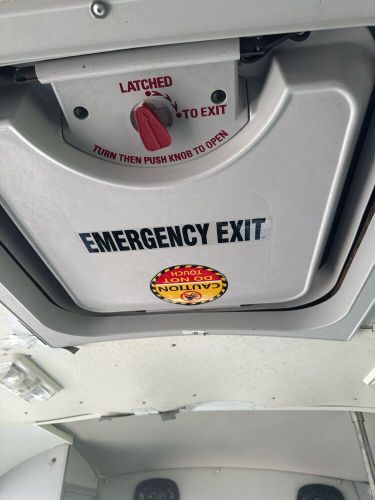 LATCHED
TO EXIT
TURN THEN PUSH KNOB TO OPEN
EMERGENCY EXIT
CAUTION
DO NOT
TOUCH